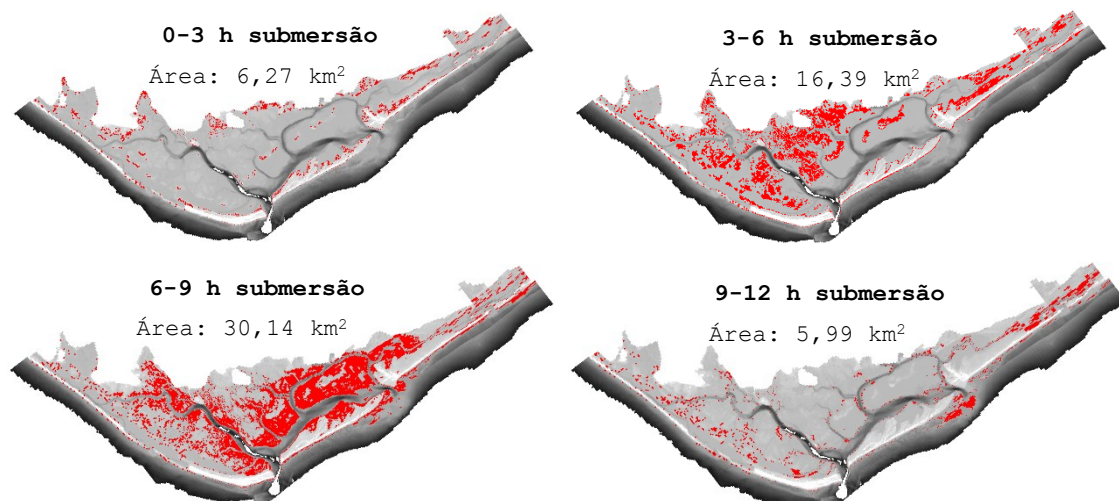 0-3 h submersão
Área: 6,27 km²
3-6 h submersão
Área: 16,39 km²
6-9 h submersão
Área: 30,14 km²
9-12 h submersão
Área: 5,99 km²